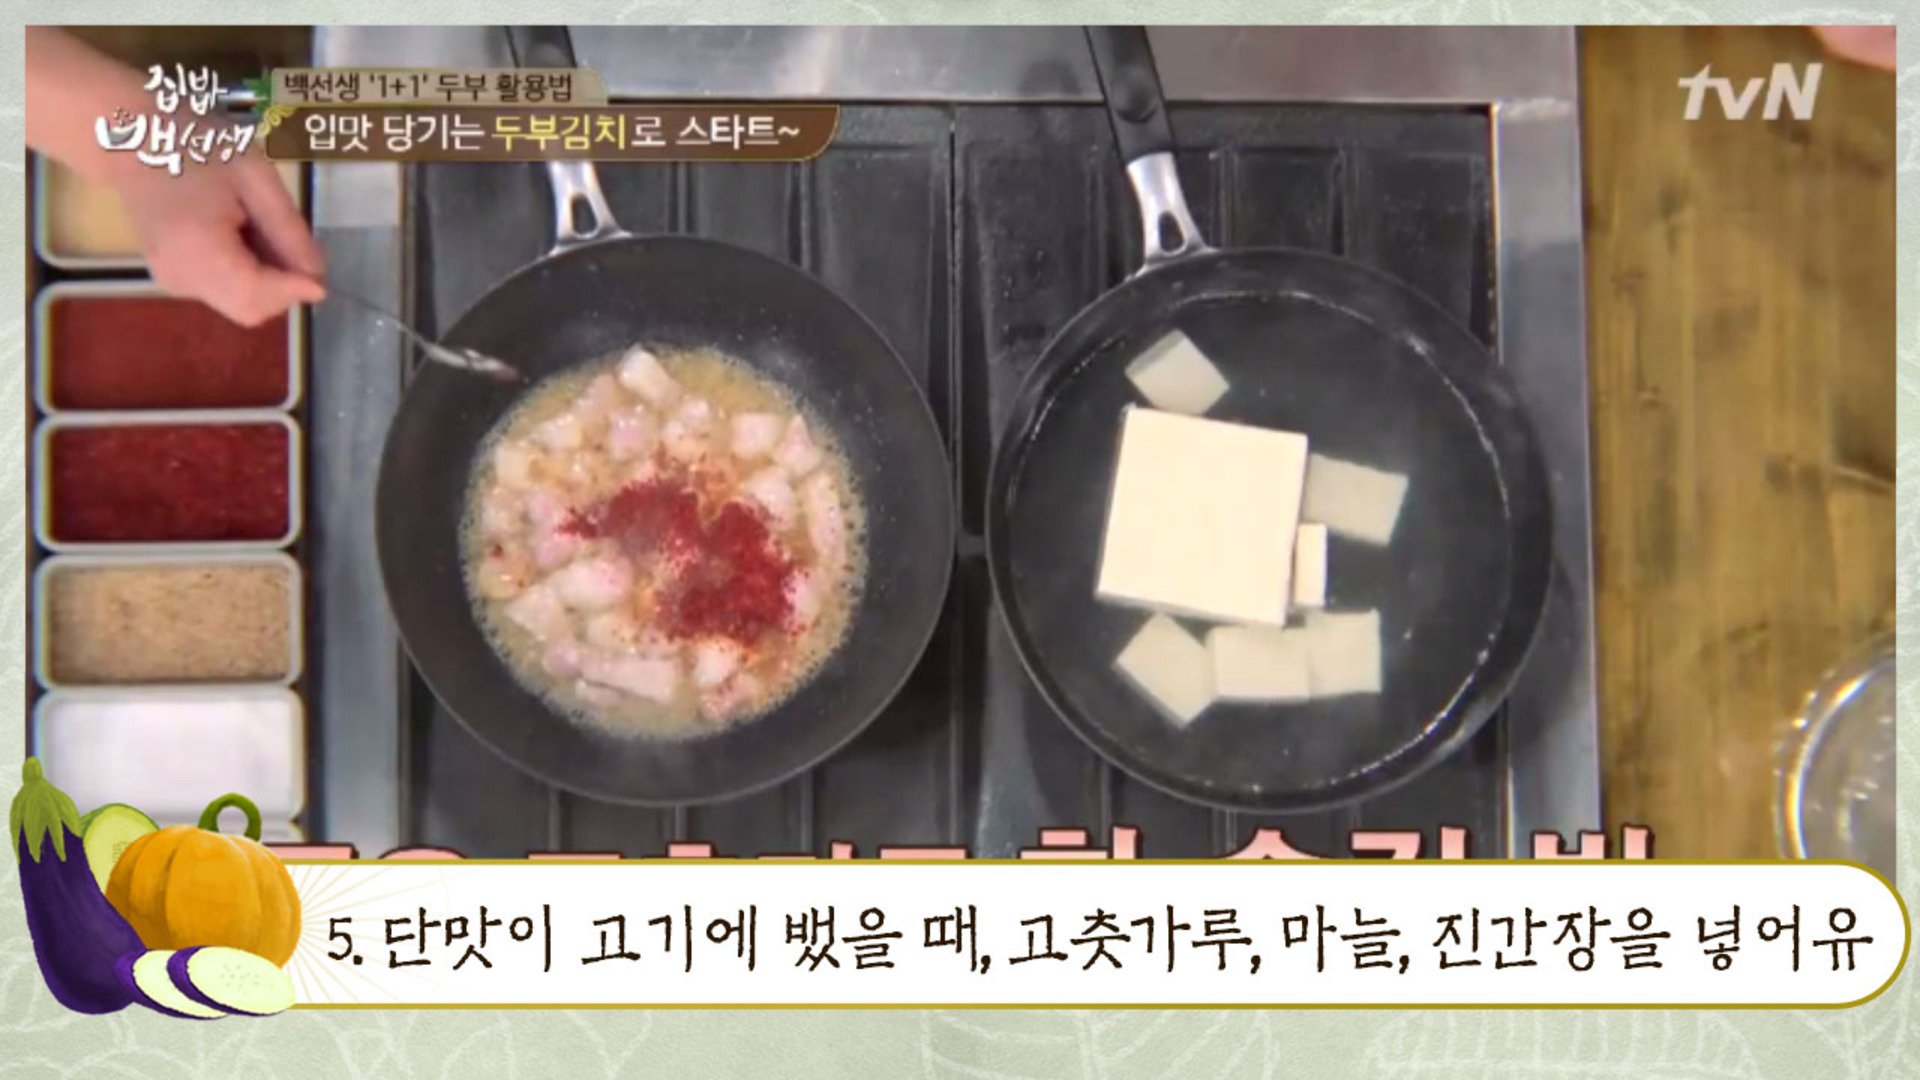 집밥
백선생
백선생 '1+1' 두부 활용법
입맛 당기는 두부김치로 스타트~
tvN
5. 단맛이 고기에 뱄을 때, 고춧가루, 마늘, 진간장을 넣어유